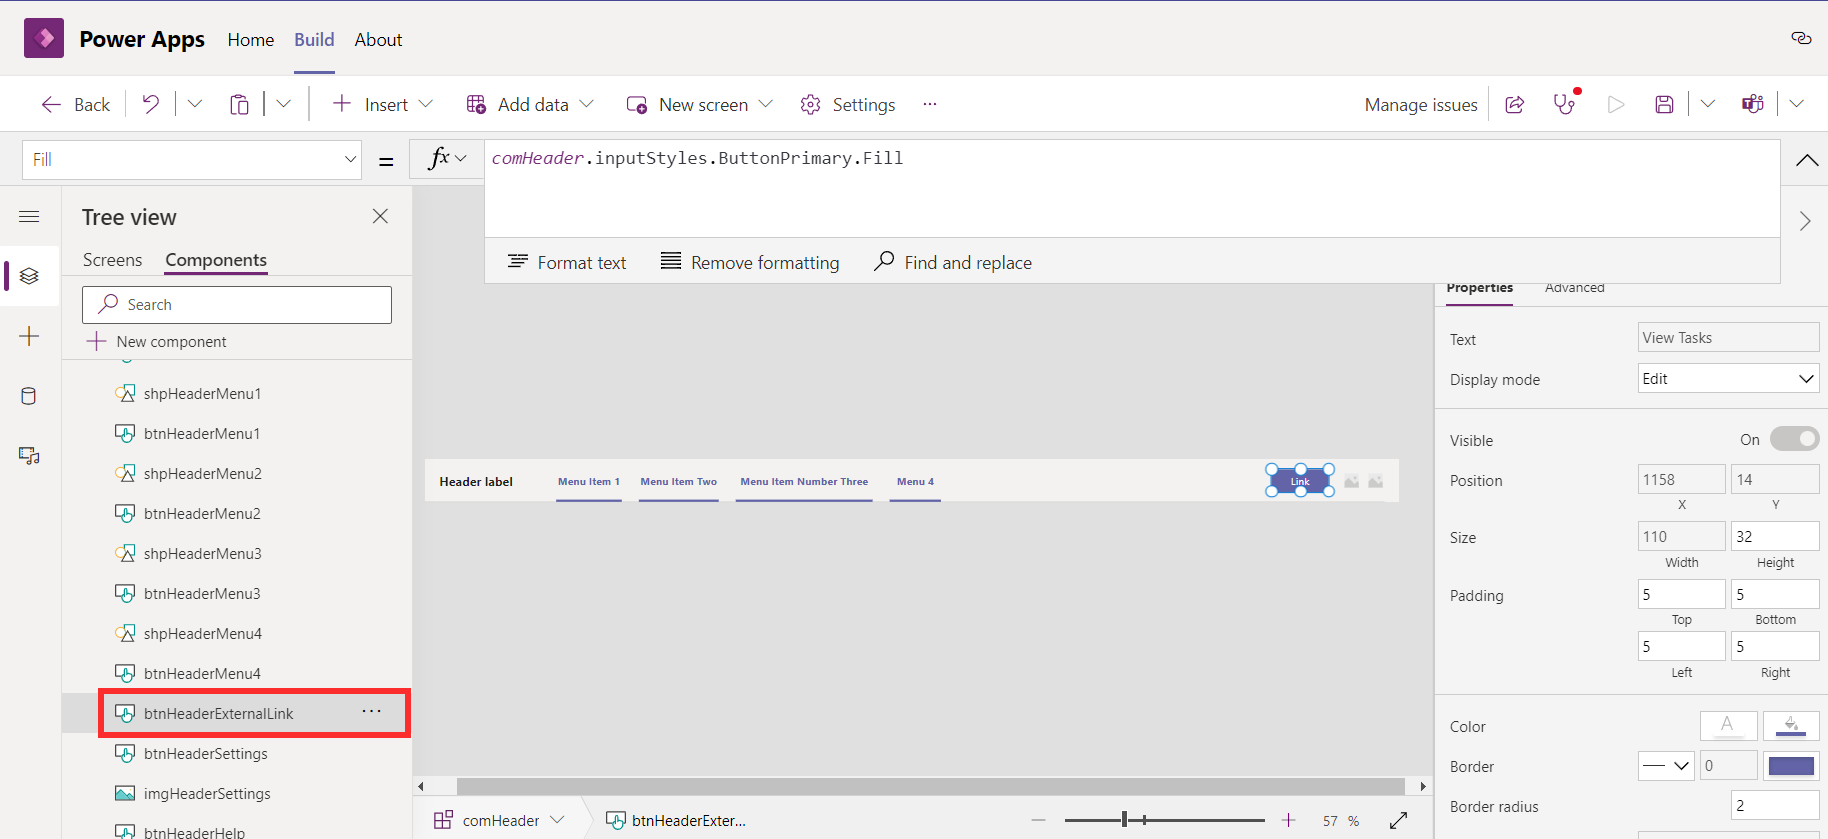 Power Apps Home Build About
Back Insert Add data New screen Settings ... Manage issues
Fill = fx comHeader.inputStyles.ButtonPrimary.Fill
Format text Remove formatting Find and replace
Tree view
Screens Components
Search
New component
shpHeaderMenu1
btnHeaderMenu1
shpHeaderMenu2
btnHeaderMenu2
shpHeaderMenu3
btnHeaderMenu3
shpHeaderMenu4
btnHeaderMenu4
btnHeaderExternalLink ...
btnHeaderSettings
imgHeaderSettings
btnHeaderHelp
Header label Menu Item 1 Menu Item Two Menu Item Number Three Menu 4 Link
comHeader btnHeaderExter... 57 %
Properties Advanced
Text View Tasks
Display mode Edit
Visible On
Position 1158 14
X Y
Size 110 32
Width Height
Padding 5 5
Top Bottom
5 5
Left Right
Color A
Border 0
Border radius 2